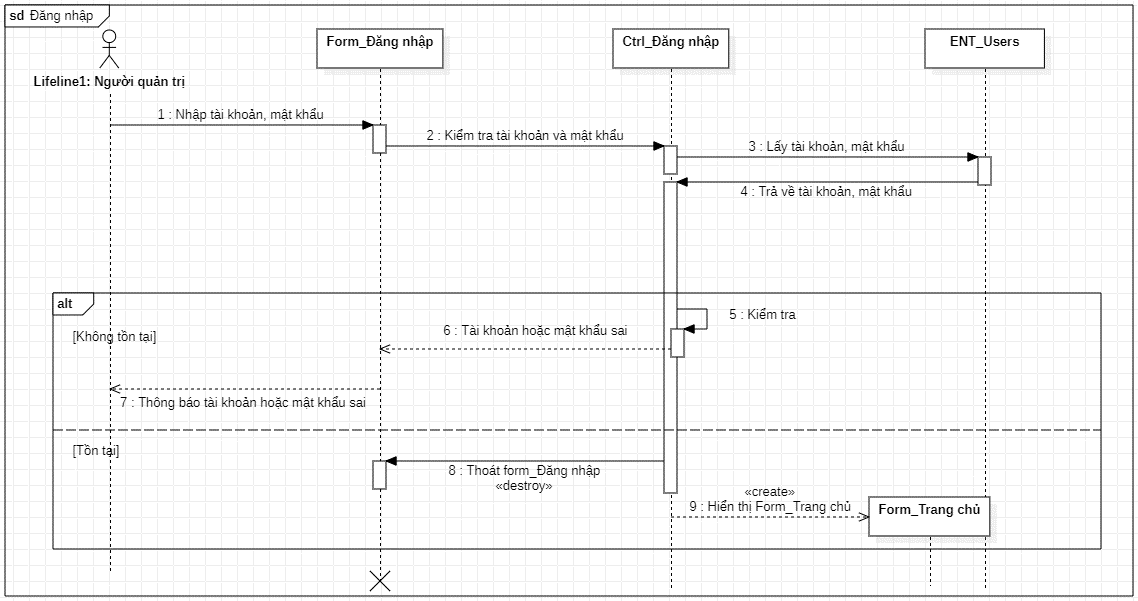 sd Đăng nhập
Form_Đăng nhập
Ctrl_Đăng nhập
ENT_Users
Lifeline1: Người quản trị
1 : Nhập tài khoản, mật khẩu
2 : Kiểm tra tài khoản và mật khẩu
3 : Lấy tài khoản, mật khẩu
4 : Trả về tài khoản, mật khẩu
alt
5 : Kiểm tra
[Không tồn tại]
6 : Tài khoản hoặc mật khẩu sai
7 : Thông báo tài khoản hoặc mật khẩu sai
[Tồn tại]
8 : Thoát form_Đăng nhập
«destroy»
«create»
9 : Hiển thị Form_Trang chủ
Form_Trang chủ